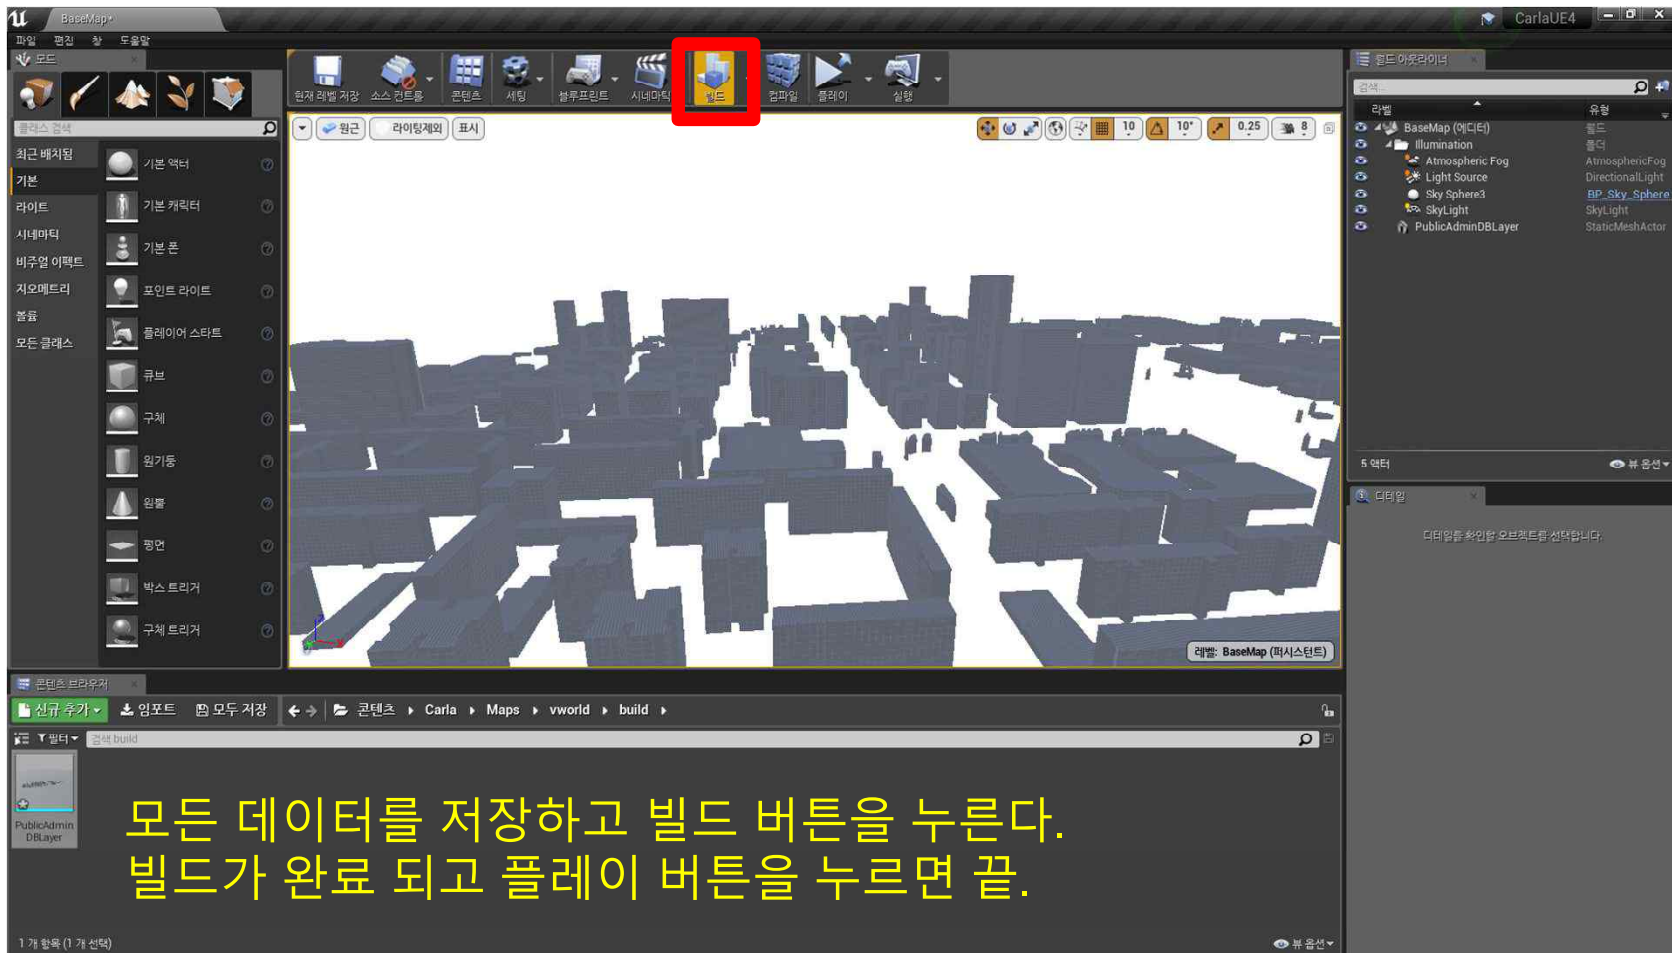 BaseMap*
CarlaUE4
파일 편집 창 도움말
모드
현재 레벨 저장
소스 컨트롤
콘텐츠
세팅
블루프린트
시네마틱
빌드
컴파일
플레이
실행
클래스 검색
최근 배치됨
기본
라이트
시네마틱
비주얼 이펙트
지오메트리
볼륨
모든 클래스
기본 액터
기본 캐릭터
기본 폰
포인트 라이트
플레이어 스타트
큐브
구체
원기둥
원뿔
평면
박스 트리거
구체 트리거
원근
라이팅제외
표시
10
10°
0.25
8
레벨: BaseMap (퍼시스턴트)
월드 아웃라이너
검색...
라벨 유형
BaseMap (에디터) 월드
Illumination 폴더
Atmospheric Fog AtmosphericFog
Light Source DirectionalLight
Sky Sphere3 BP_Sky_Sphere
SkyLight SkyLight
PublicAdminDBLayer StaticMeshActor
5 액터
뷰 옵션
디테일
디테일을 확인할 오브젝트를 선택합니다.
콘텐츠 브라우저
신규 추가 임포트 모두 저장 콘텐츠 Carla Maps vworld build
필터 검색 build
PublicAdmin
DBLayer
모든 데이터를 저장하고 빌드 버튼을 누른다.
빌드가 완료 되고 플레이 버튼을 누르면 끝.
1 개 항목 (1 개 선택)
뷰 옵션